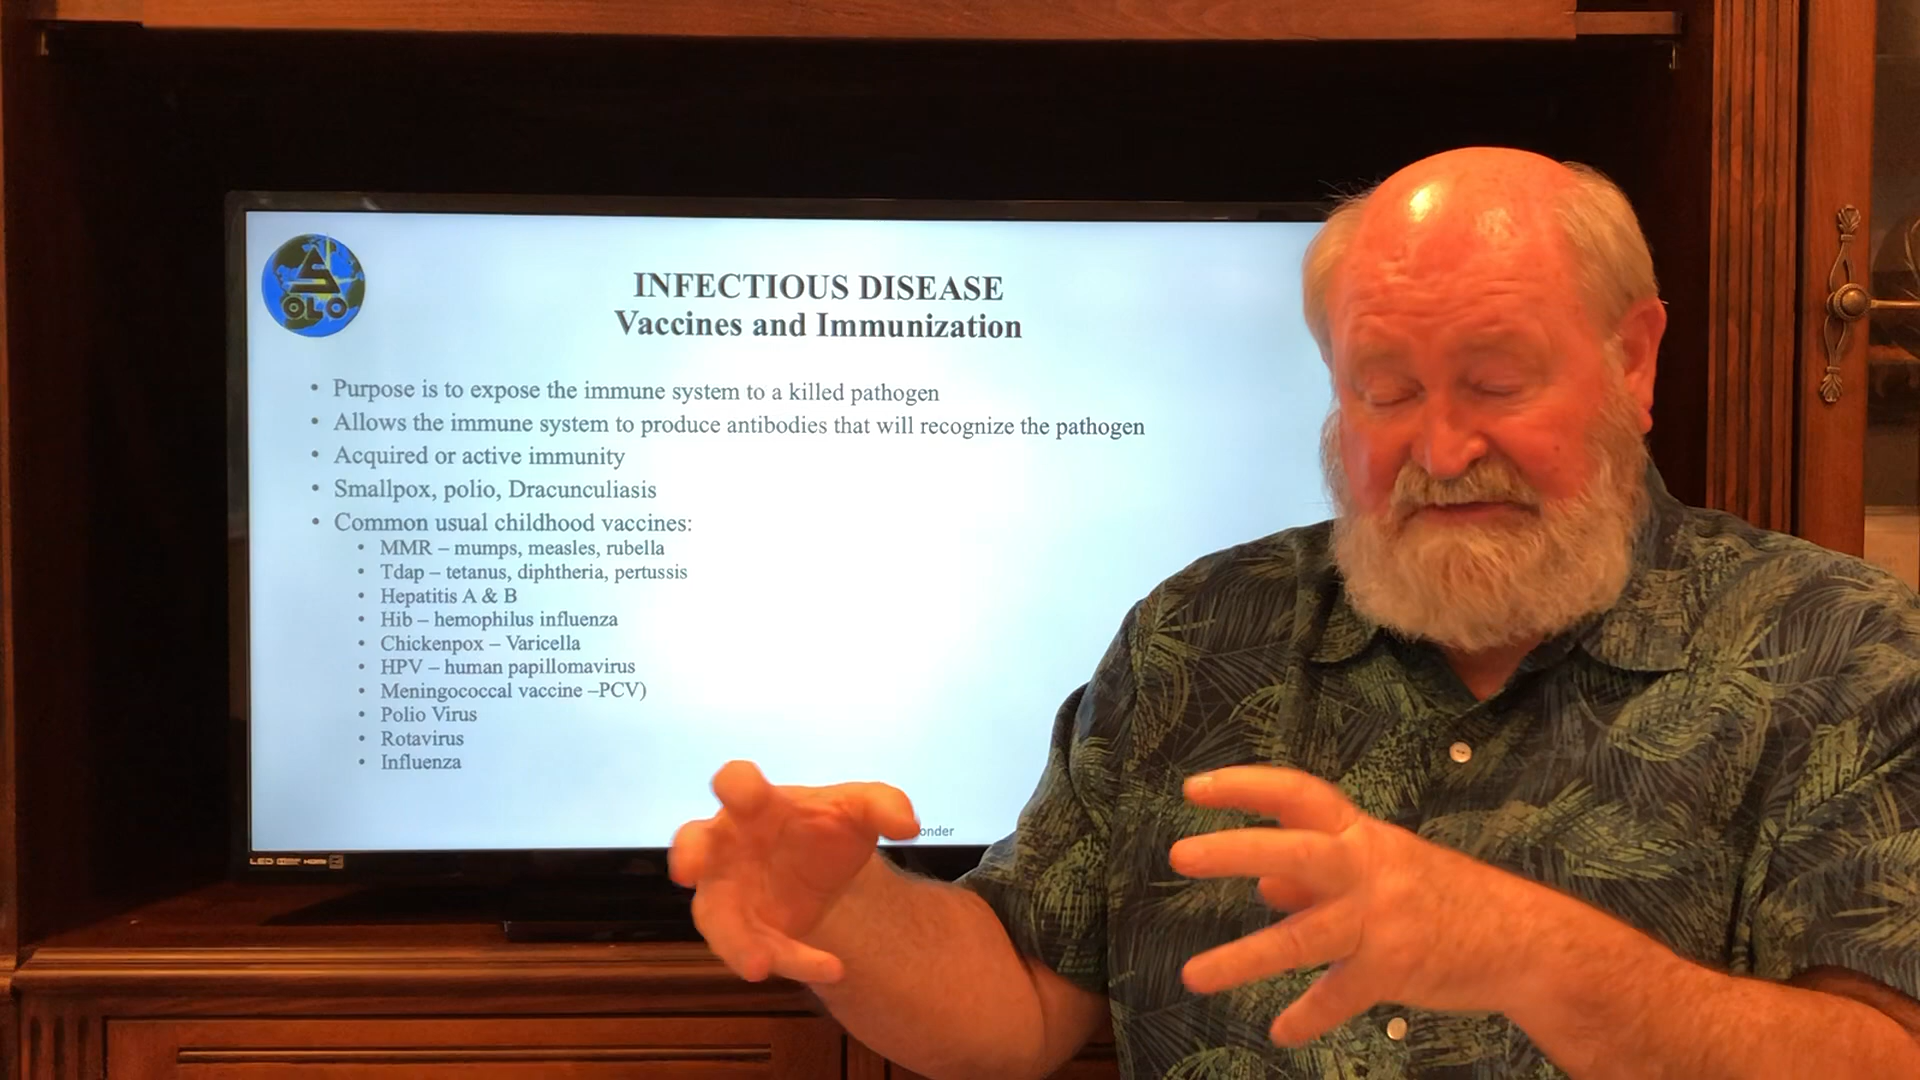 S
OLO
INFECTIOUS DISEASE
Vaccines and Immunization
• Purpose is to expose the immune system to a killed pathogen
• Allows the immune system to produce antibodies that will recognize the pathogen
• Acquired or active immunity
• Smallpox, polio, Dracunculiasis
• Common usual childhood vaccines:
• MMR – mumps, measles, rubella
• Tdap – tetanus, diphtheria, pertussis
• Hepatitis A & B
• Hib – hemophilus influenza
• Chickenpox – Varicella
• HPV – human papillomavirus
• Meningococcal vaccine –PCV)
• Polio Virus
• Rotavirus
• Influenza
onder
LED HDMI